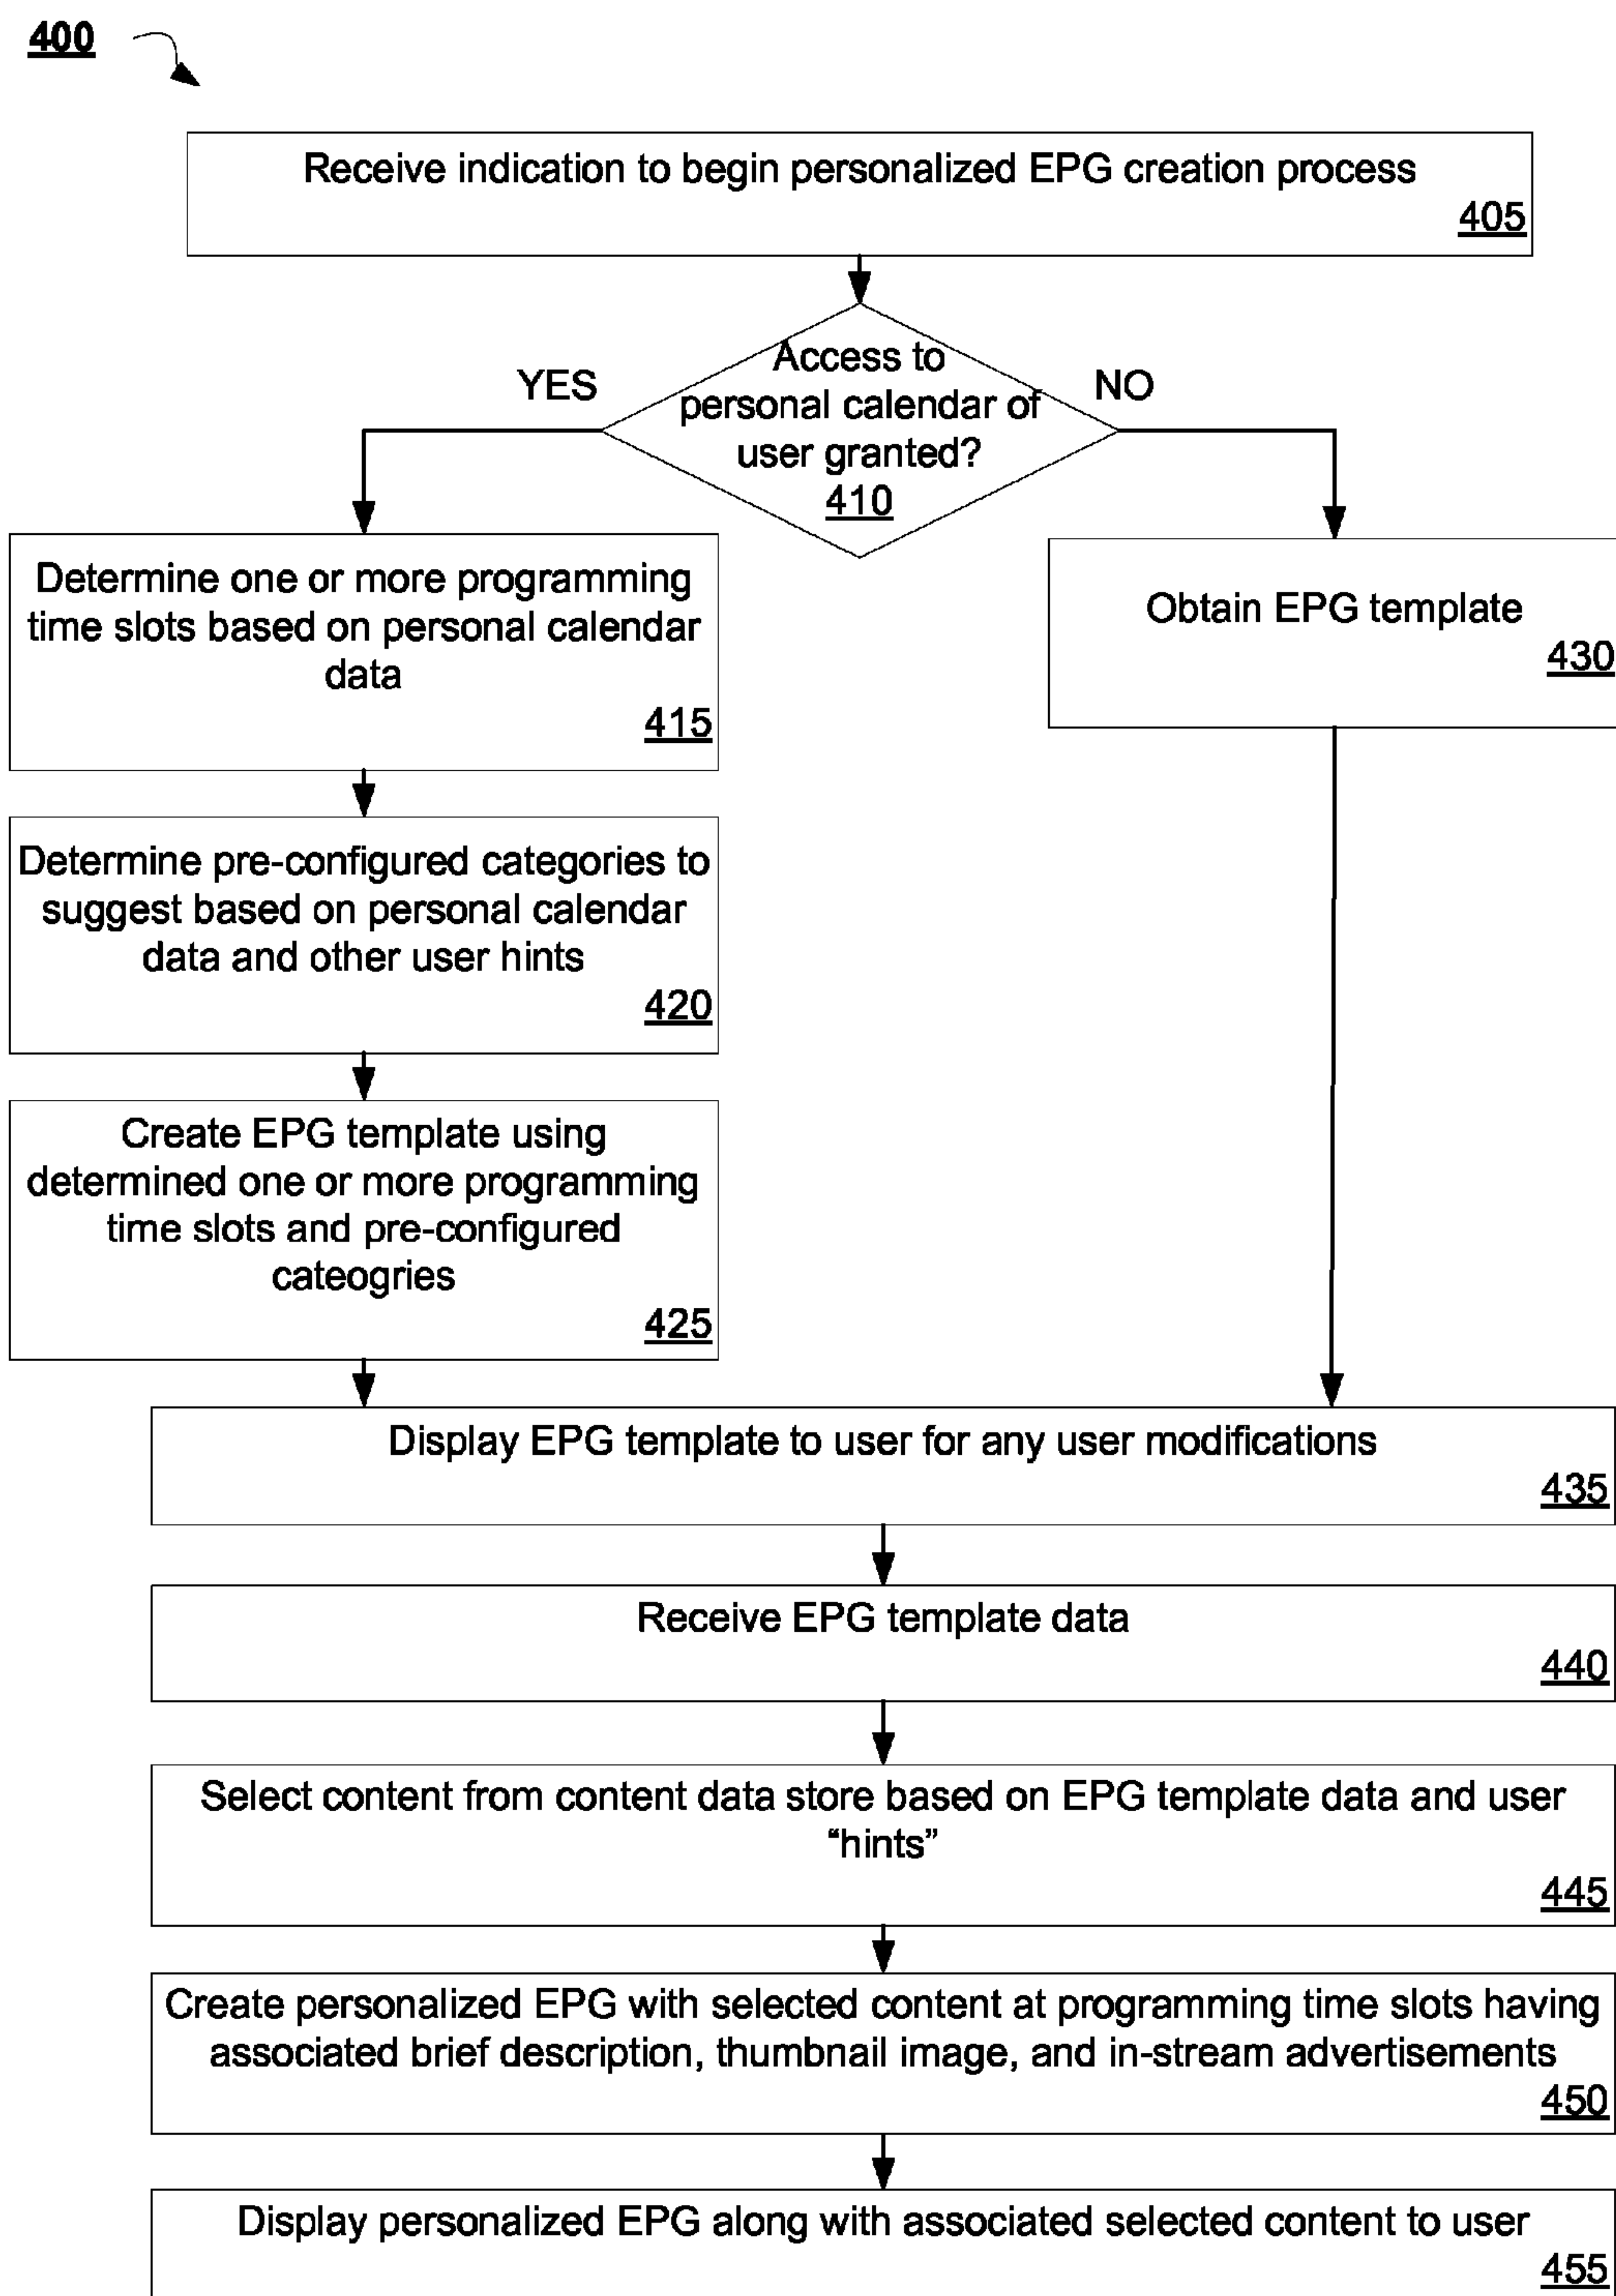 400
Receive indication to begin personalized EPG creation process
405
Access to
personal calendar of
user granted?
410
YES
NO
Determine one or more programming
time slots based on personal calendar
data
415
Obtain EPG template
430
Determine pre-configured categories to
suggest based on personal calendar
data and other user hints
420
Create EPG template using
determined one or more programming
time slots and pre-configured
cateogries
425
Display EPG template to user for any user modifications
435
Receive EPG template data
440
Select content from content data store based on EPG template data and user
“hints”
445
Create personalized EPG with selected content at programming time slots having
associated brief description, thumbnail image, and in-stream advertisements
450
Display personalized EPG along with associated selected content to user
455